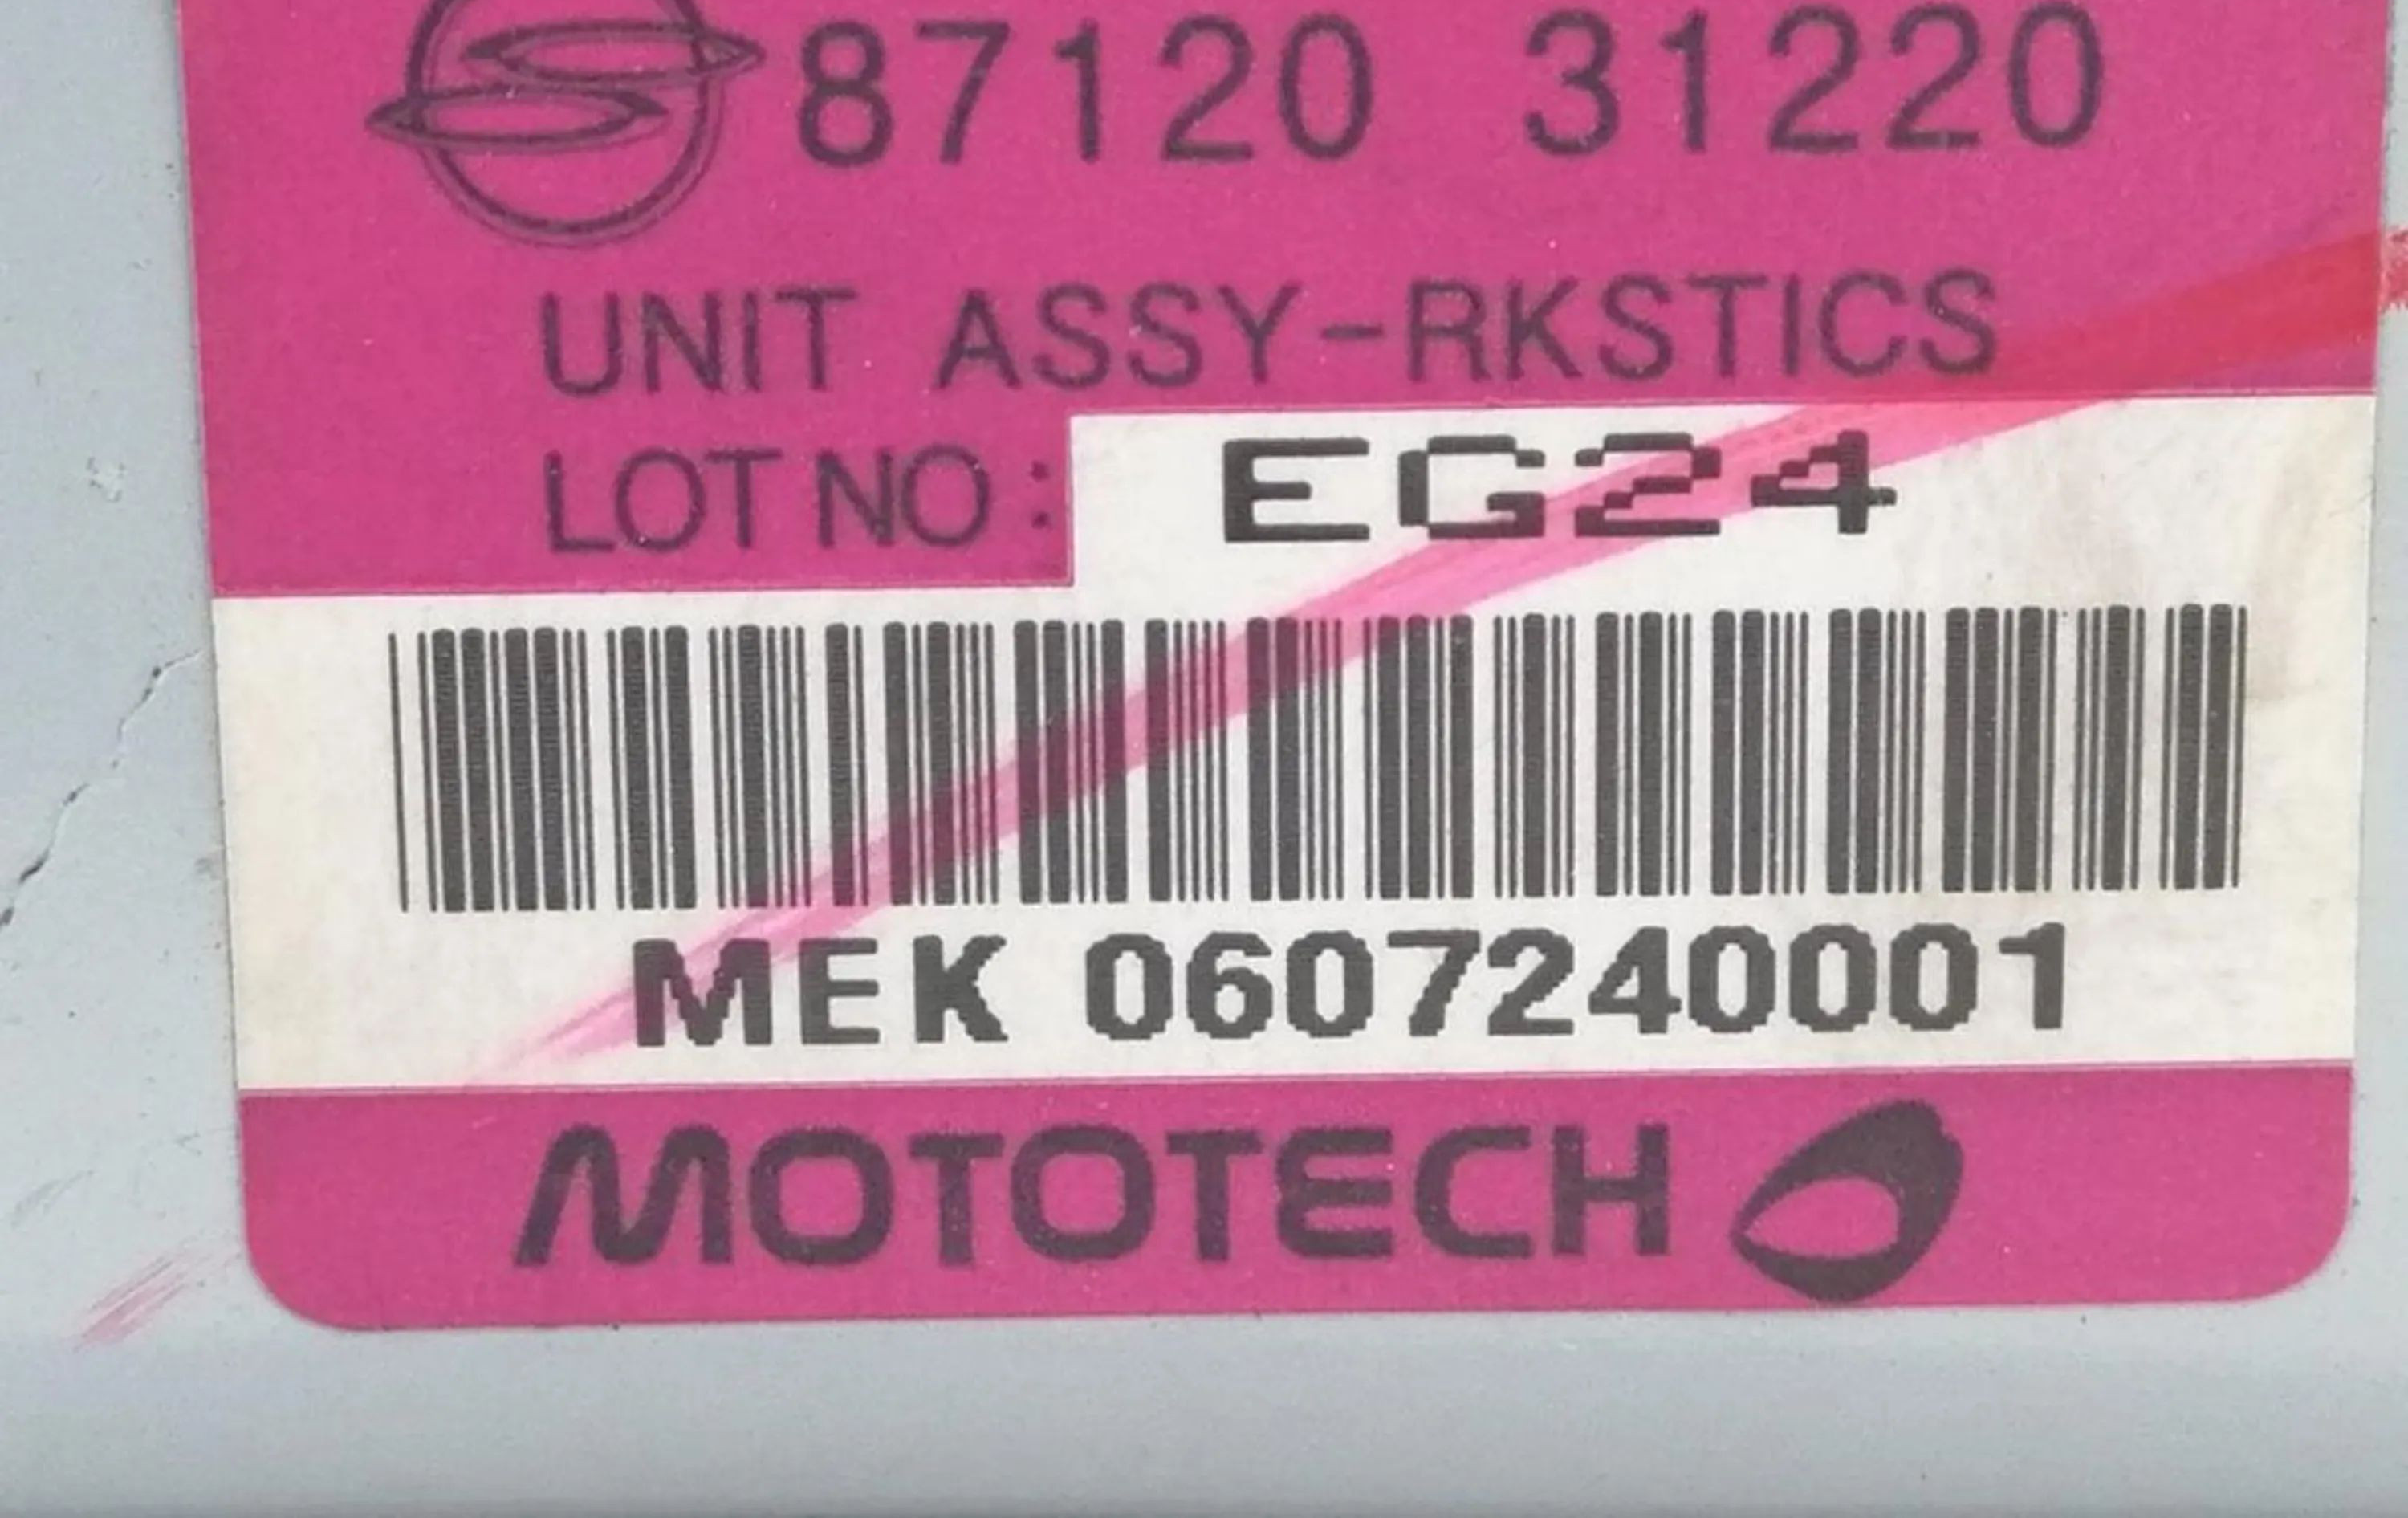 87120 31220
UNIT ASSY-RKSTICS
LOT NO : EG24
MEK 0607240001
MOTOTECH